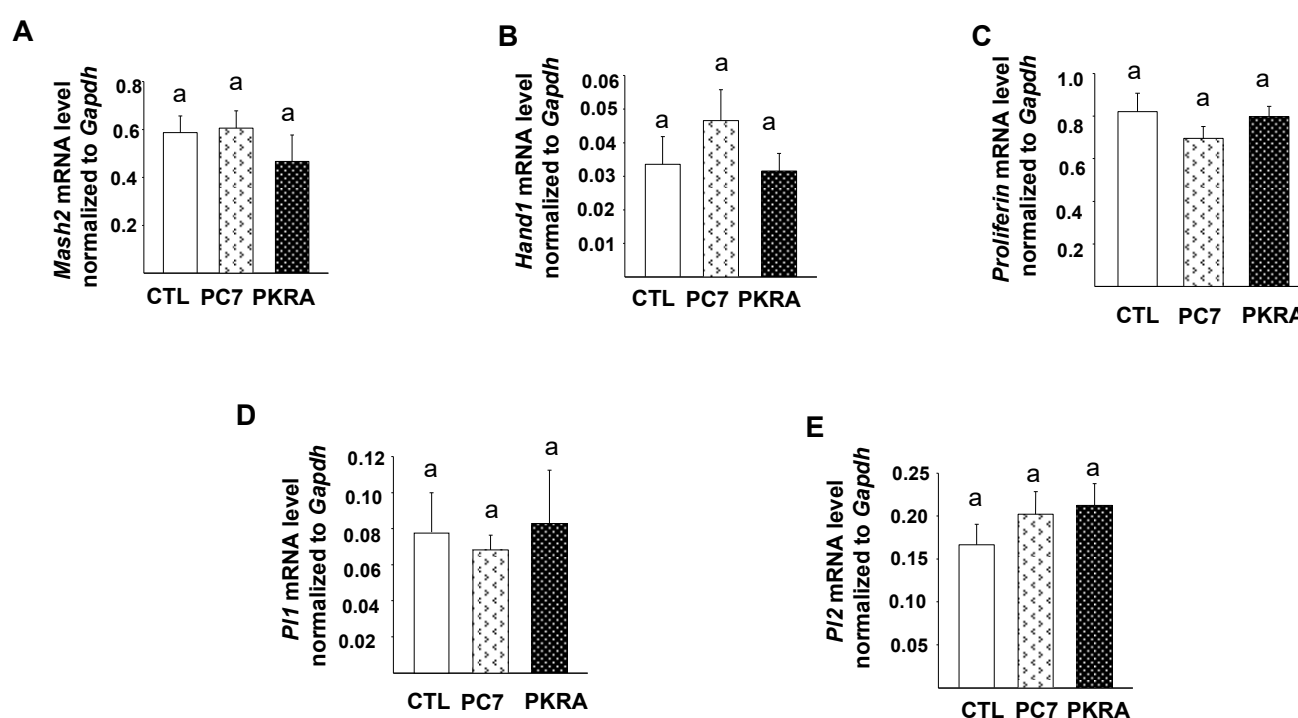 A
Mash2 mRNA level
normalized to Gapdh
0.8
0.6
0.4
0.2
a
a
a
CTL PC7 PKRA
B
Hand1 mRNA level
normalized to Gapdh
0.06
0.05
0.04
0.03
0.02
0.01
a
a
a
CTL PC7 PKRA
C
Proliferin mRNA level
normalized to Gapdh
1.0
0.8
0.6
0.4
0.2
a
a
a
CTL PC7 PKRA
D
Pl1 mRNA level
normalized to Gapdh
0.12
0.10
0.08
0.06
0.04
0.02
a
a
a
CTL PC7 PKRA
E
Pl2 mRNA level
normalized to Gapdh
0.25
0.20
0.15
0.10
0.05
a
a
a
CTL PC7 PKRA